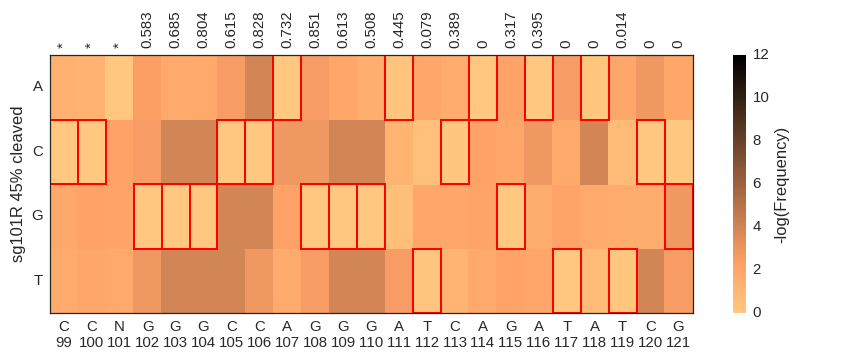 * * * 0.583 0.685 0.804 0.615 0.828 0.732 0.851 0.613 0.508 0.445 0.079 0.389 0 0.317 0.395 0 0 0.014 0 0
sg101R 45% cleaved
A
C
G
T
C C N G G G C C A G G G A T C A G A T A T C G
99 100 101 102 103 104 105 106 107 108 109 110 111 112 113 114 115 116 117 118 119 120 121
12
10
8
6
4
2
0
-log(Frequency)